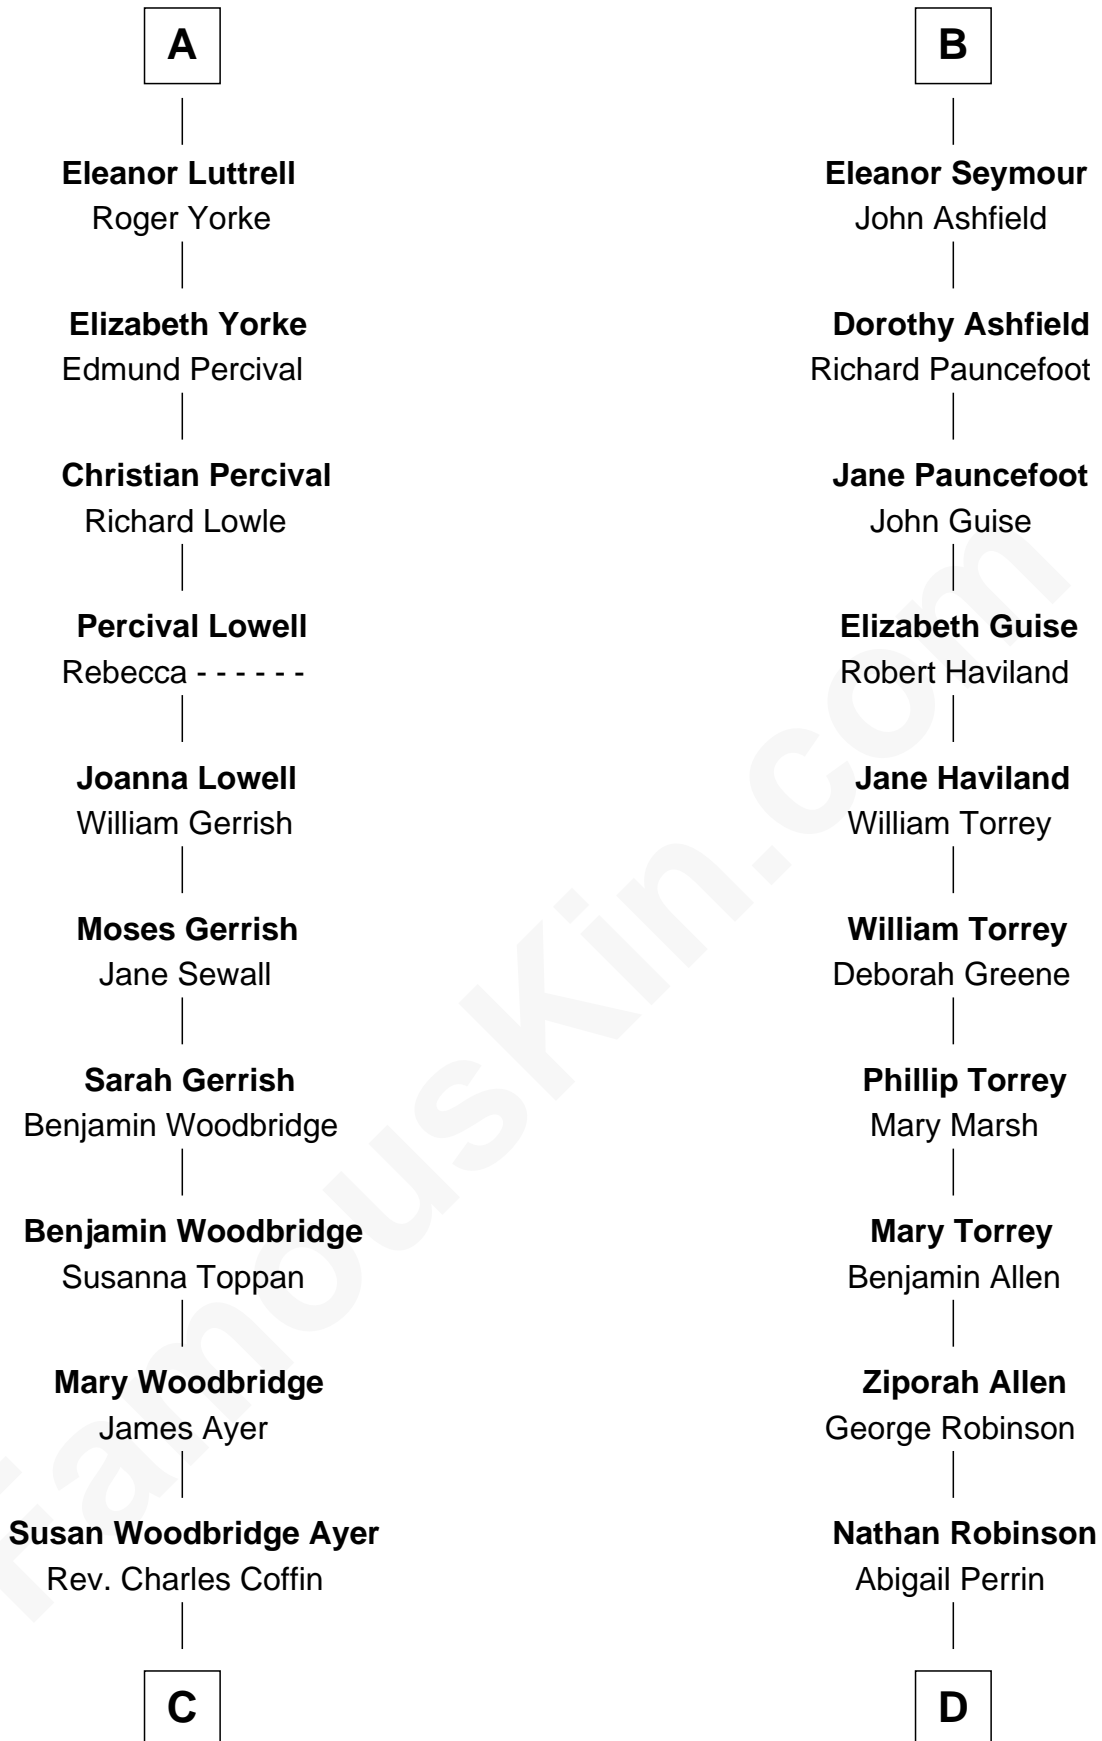 A
Eleanor Luttrell
Roger Yorke
Elizabeth Yorke
Edmund Percival
Christian Percival
Richard Lowle
Percival Lowell
Rebecca - - - - - -
Joanna Lowell
William Gerrish
Moses Gerrish
Jane Sewall
Sarah Gerrish
Benjamin Woodbridge
Benjamin Woodbridge
Susanna Toppan
Mary Woodbridge
James Ayer
Susan Woodbridge Ayer
Rev. Charles Coffin
C
B
Eleanor Seymour
John Ashfield
Dorothy Ashfield
Richard Pauncefoot
Jane Pauncefoot
John Guise
Elizabeth Guise
Robert Haviland
Jane Haviland
William Torrey
William Torrey
Deborah Greene
Phillip Torrey
Mary Marsh
Mary Torrey
Benjamin Allen
Ziporah Allen
George Robinson
Nathan Robinson
Abigail Perrin
D
FamousKin.com